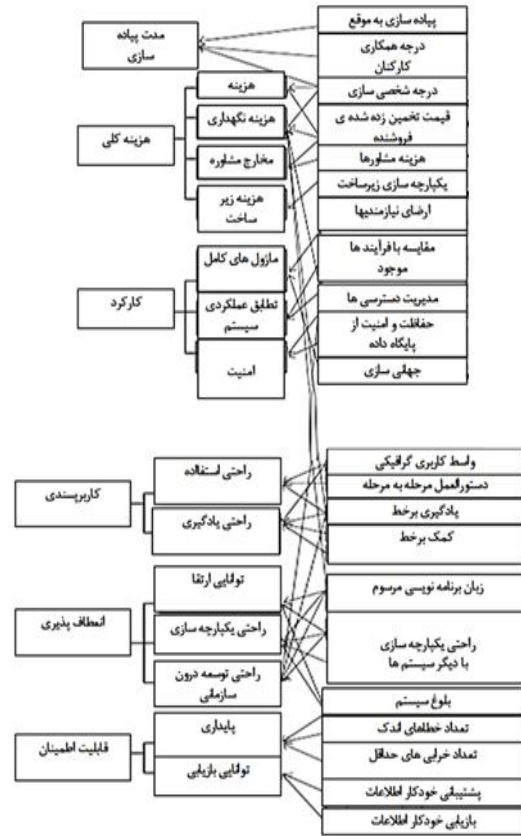 پیاده سازی به موقع
مدت پیاده
سازی
درجه همکاری
کارکنان
درجه شخصی سازی
هزینه
هزینه کلی
هزینه نگهداری
قیمت تخمین زده شده ی
فروشنده
مخارج مشاوره
هزینه مشاورها
یکپارچه سازی زیرساخت
هزینه زیر
ساخت
ارضای نیازمندیها
کارکرد
ماژول های کامل
مقایسه با فرآیند ها
موجود
تطابق عملکردی
سیستم
مدیریت دسترسی ها
حفاظت و امنیت از
پایگاه داده
امنیت
جهانی سازی
کاربرپسندی
راحتی استفاده
واسط کاربری گرافیکی
دستورالعمل مرحله به مرحله
راحتی یادگیری
یادگیری برخط
کمک برخط
انعطاف پذیری
توانایی ارتقا
زبان برنامه نویسی مرسوم
راحتی یکپارچه سازی
راحتی یکپارچه سازی
با دیگر سیستم ها
راحتی توسعه درون
سازمانی
بلوغ سیستم
قابلیت اطمینان
پایداری
تعداد خطاهای اندک
تعداد خرابی های حداقل
توانایی بازیابی
پشتیبانی خودکار اطلاعات
بازیابی خودکار اطلاعات